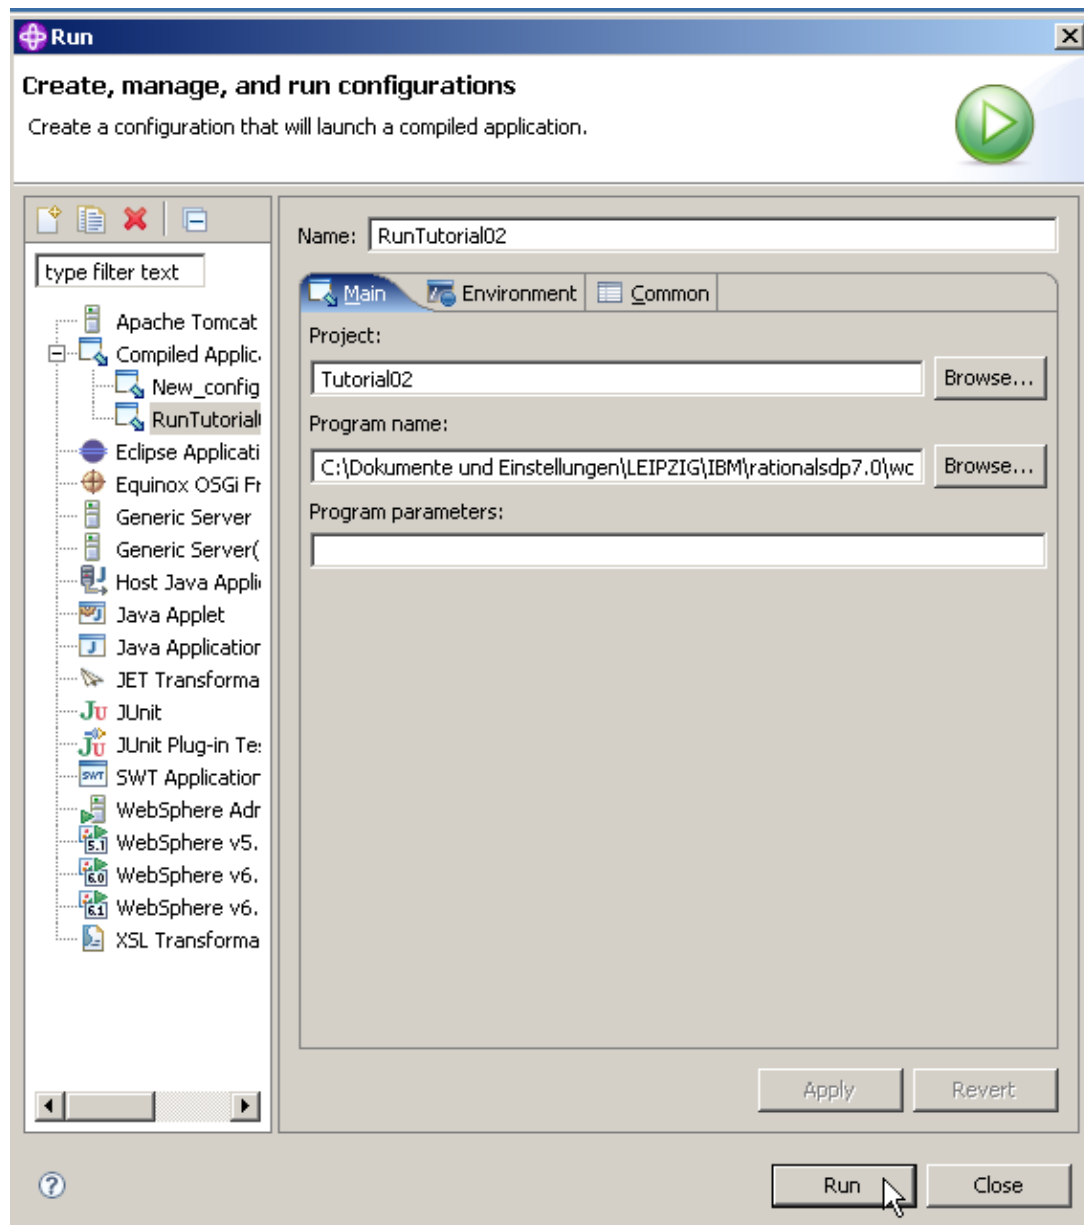 Run
Create, manage, and run configurations
Create a configuration that will launch a compiled application.
type filter text
Apache Tomcat
Compiled Applic
New_config
RunTutorial
Eclipse Applicati
Equinox OSGi Fr
Generic Server
Generic Server(
Host Java Appli
Java Applet
Java Application
JET Transforma
JUnit
JUnit Plug-in Te
SWT Application
WebSphere Adr
WebSphere v5.
WebSphere v6.
WebSphere v6.
XSL Transforma
Name: RunTutorial02
Main Environment Common
Project:
Tutorial02 Browse...
Program name:
C:\Dokumente und Einstellungen\LEIPZIG\IBM\rationalsdp7.0\wc Browse...
Program parameters:
Apply Revert
Run Close